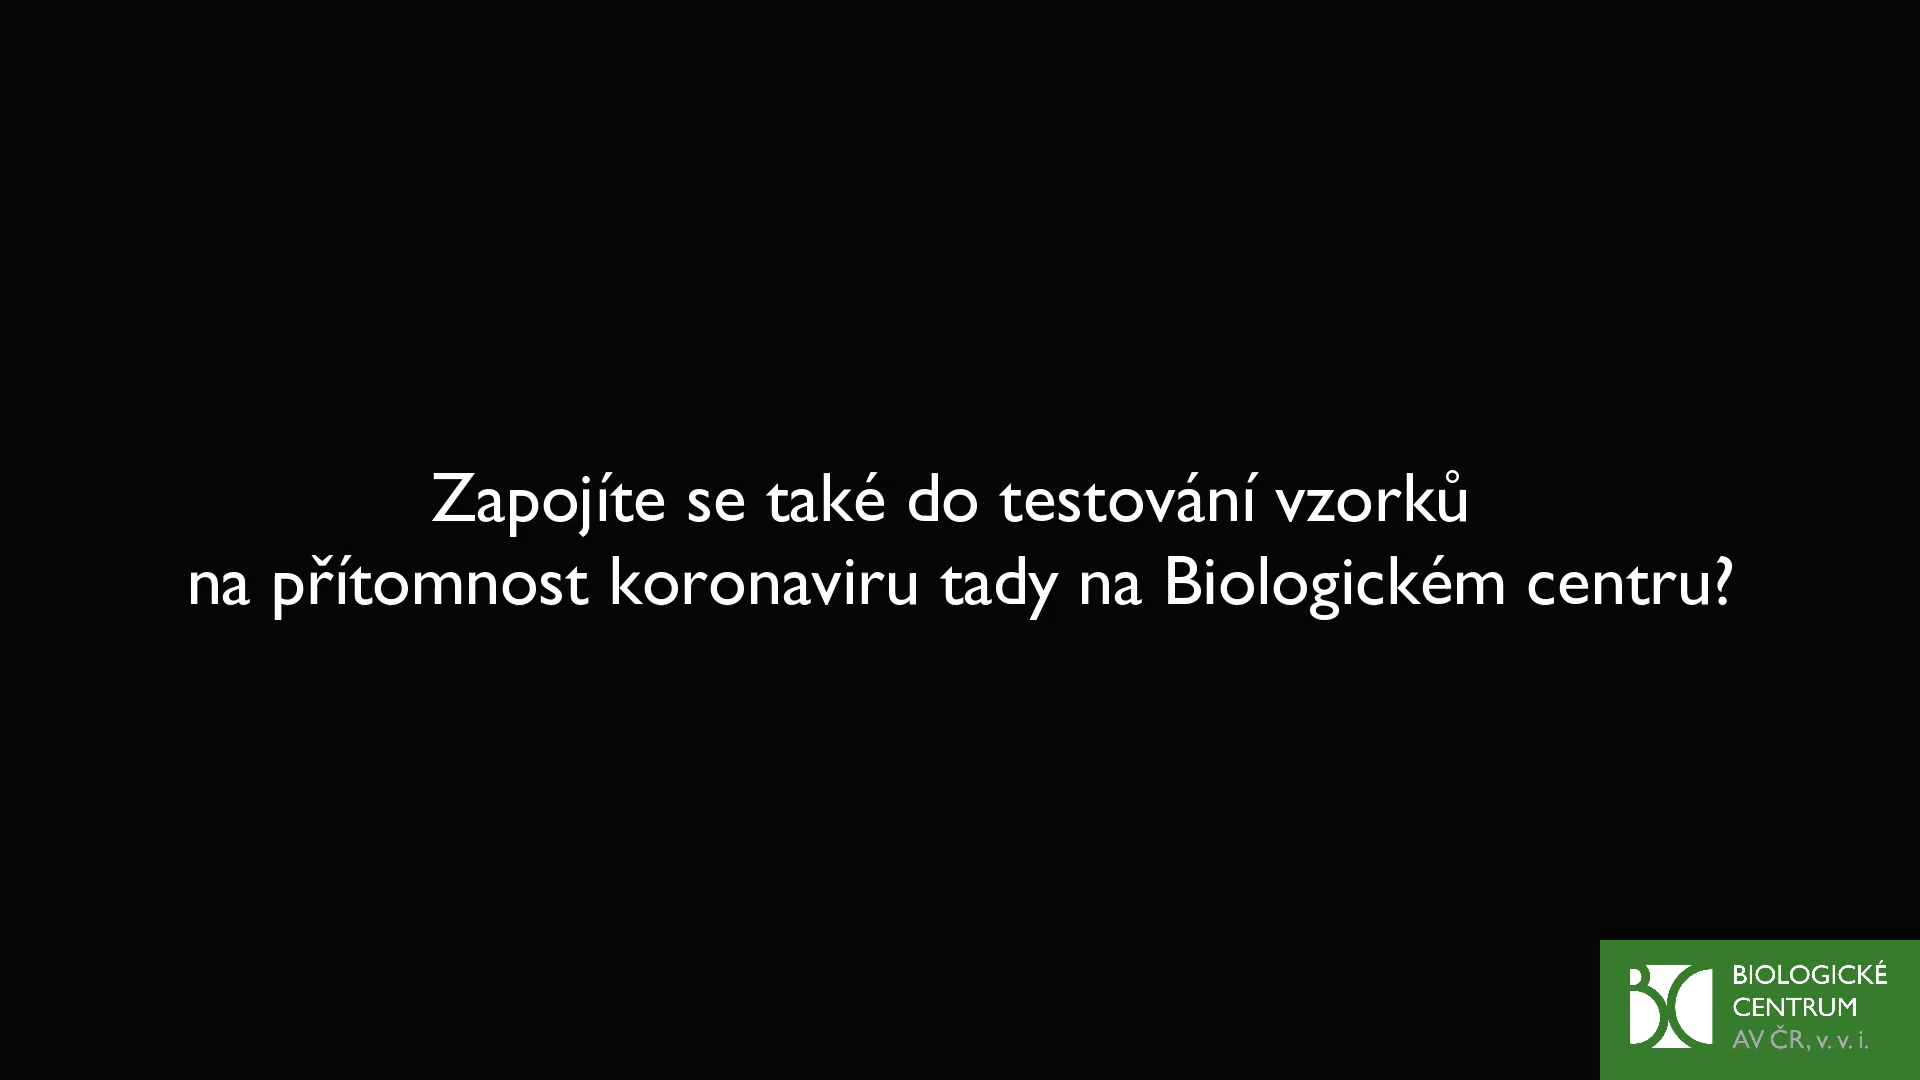 Zapojíte se také do testování vzorků
na přítomnost koronaviru tady na Biologickém centru?
BIOLOGICKÉ
CENTRUM
AV ČR, v. v. i.